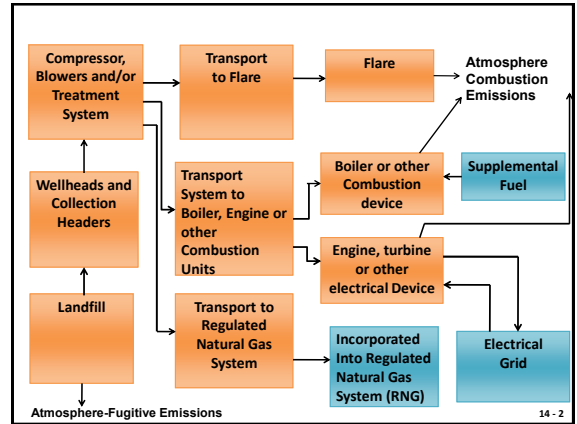 Compressor,
Blowers and/or
Treatment
System
Transport
to Flare
Flare
Atmosphere
Combustion
Emissions
Wellheads and
Collection
Headers
Transport
System to
Boiler, Engine or
other
Combustion
Units
Boiler or other
Combustion
device
Supplemental
Fuel
Engine, turbine
or other
electrical Device
Landfill
Transport to
Regulated
Natural Gas
System
Incorporated
Into Regulated
Natural Gas
System (RNG)
Electrical
Grid
Atmosphere-Fugitive Emissions
14 - 2